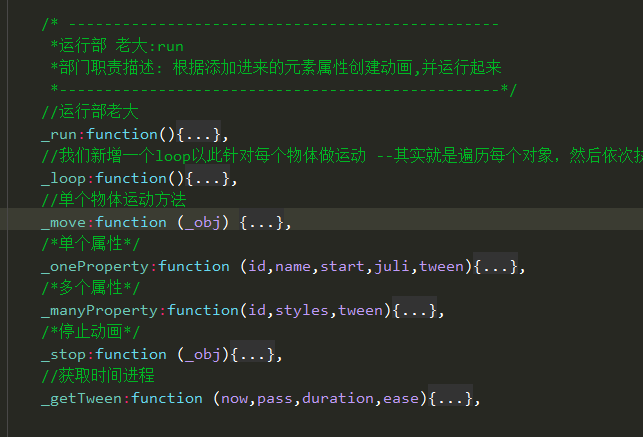 /* ------------------------------------------------
*运行部 老大:run
*部门职责描述: 根据添加进来的元素属性创建动画,并运行起来
*-------------------------------------------------*/
//运行部老大
_run:function(){...},
//我们新增一个loop以此针对每个物体做运动 --其实就是遍历每个对象，然后依次
_loop:function(){...},
//单个物体运动方法
_move:function (_obj) {...},
/*单个属性*/
_oneProperty:function (id,name,start,juli,tween){...},
/*多个属性*/
_manyProperty:function(id,styles,tween){...},
/*停止动画*/
_stop:function (_obj){...},
//获取时间进程
_getTween:function (now,pass,duration,ease){...},